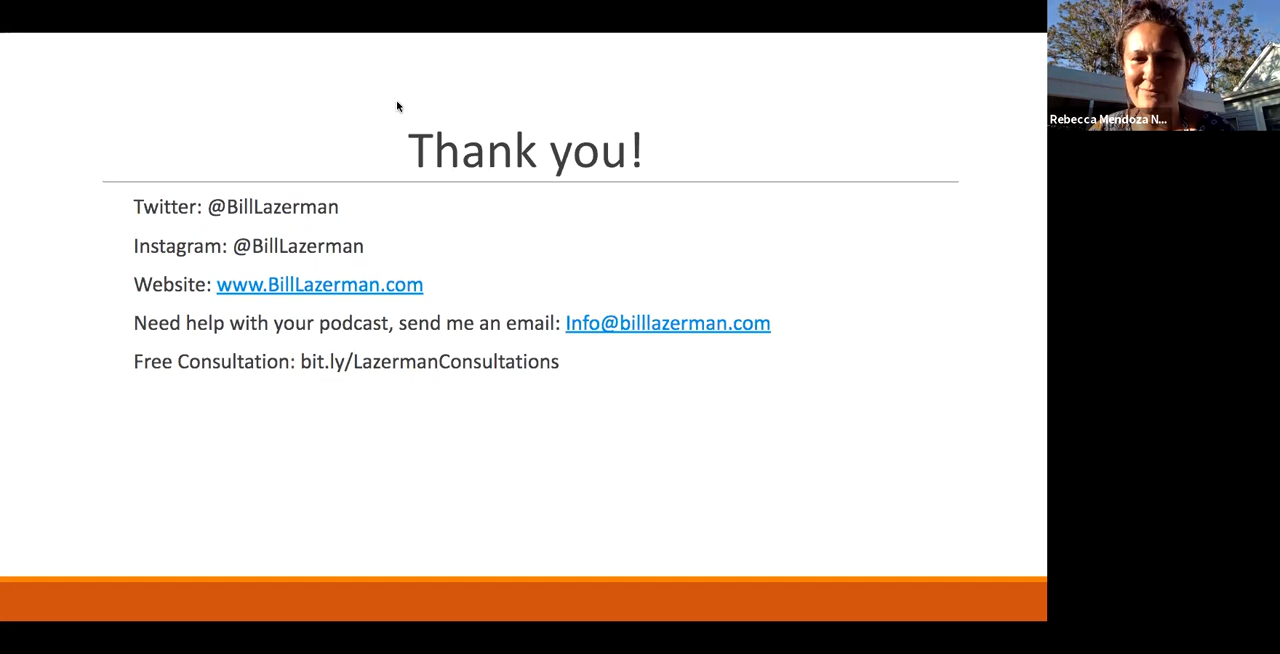 Thank you!
Twitter: @BillLazerman
Instagram: @BillLazerman
Website: www.BillLazerman.com
Need help with your podcast, send me an email: Info@billlazerman.com
Free Consultation: bit.ly/LazermanConsultations
Rebecca Mendoza N...